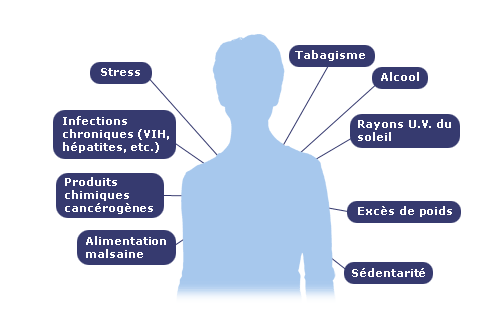 Stress
Infections
chroniques (VIH,
hépatites, etc.)
Produits
chimiques
cancérogènes
Alimentation
malsaine
Tabagisme
Alcool
Rayons U.V. du
soleil
Excès de poids
Sédentarité